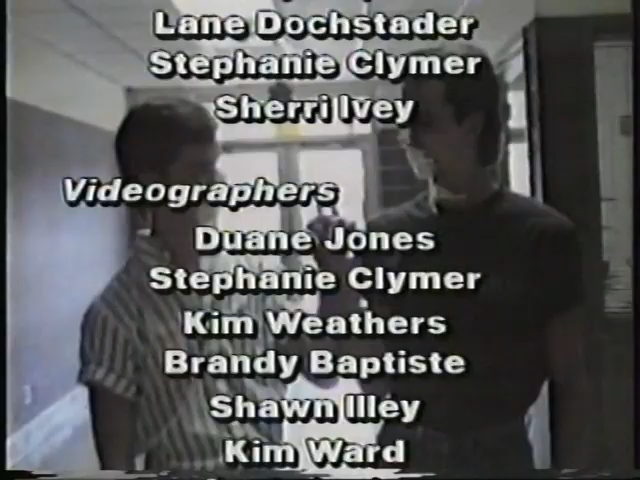 Lane Dochstader
Stephanie Clymer
Sherri Ivey
Videographers
Duane Jones
Stephanie Clymer
Kim Weathers
Brandy Baptiste
Shawn Illey
Kim Ward